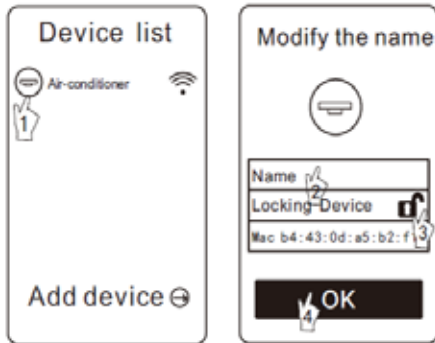 Device list
Air-conditioner
1
Add device
Modify the name
Name
2
Locking-Device
3
Mac b4:43:0d:a5:b2:f
4
OK